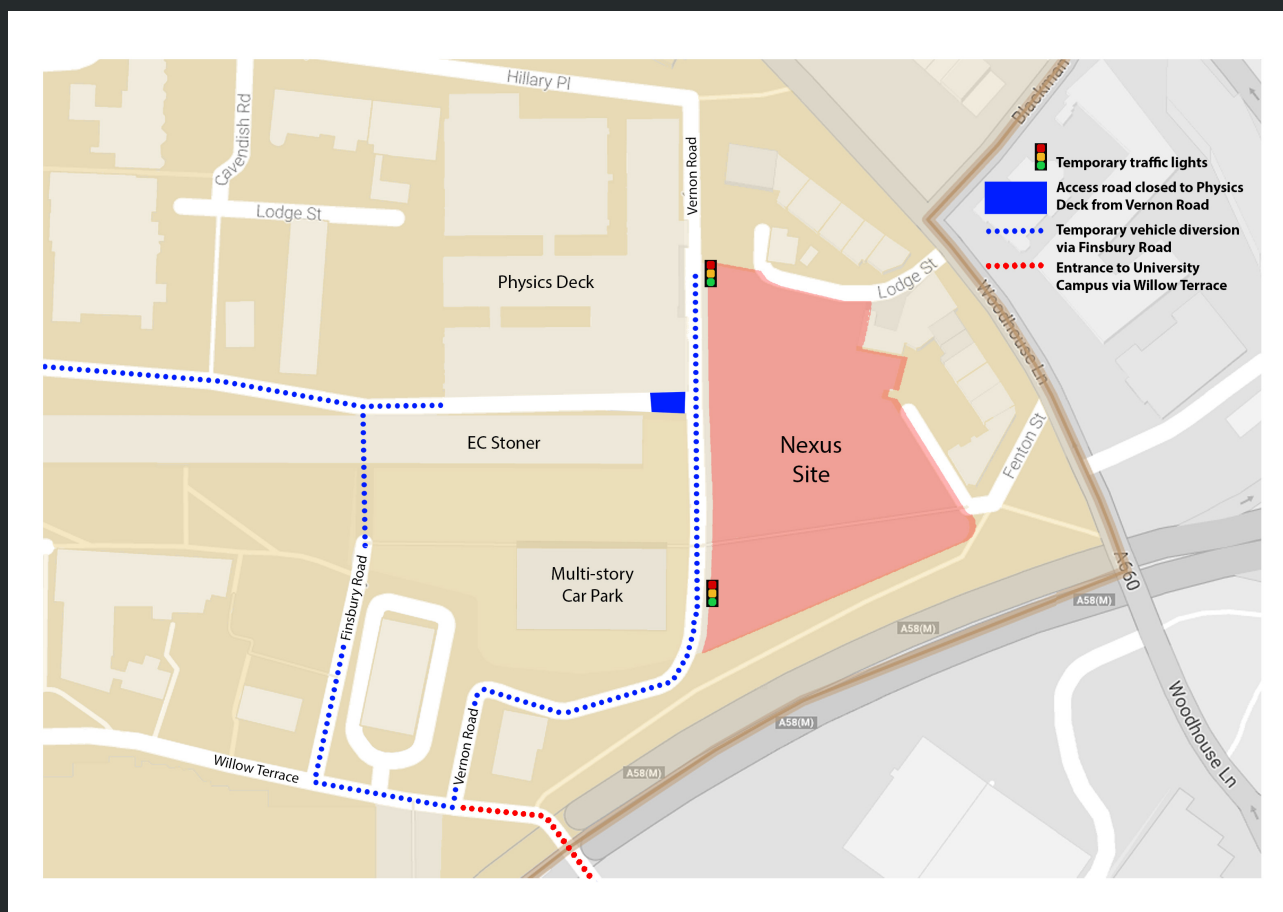 Hillary Pl
Blackman
Cavendish Rd
Vernon Road
Temporary traffic lights
Access road closed to Physics
Deck from Vernon Road
Temporary vehicle diversion
via Finsbury Road
Entrance to University
Campus via Willow Terrace
Lodge St
Physics Deck
Lodge St
Woodhouse Ln
EC Stoner
Nexus
Site
Fenton St
Multi-story
Car Park
Finsbury Road
A660
A58(M)
A58(M)
A58(M)
A58(M)
Vernon Road
Willow Terrace
Woodhouse Ln